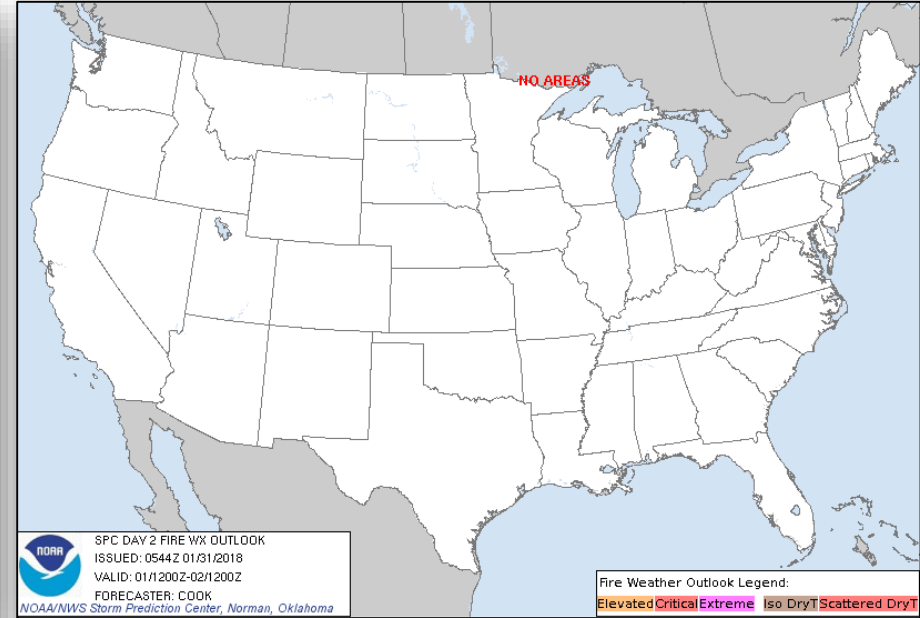 NO AREAS
NOAA
SPC DAY 2 FIRE WX OUTLOOK
ISSUED: 0544Z 01/31/2018
VALID: 01/1200Z-02/1200Z
FORECASTER: COOK
NOAA/NWS Storm Prediction Center, Norman, Oklahoma
Fire Weather Outlook Legend:
Elevated Critical Extreme Iso DryT Scattered DryT